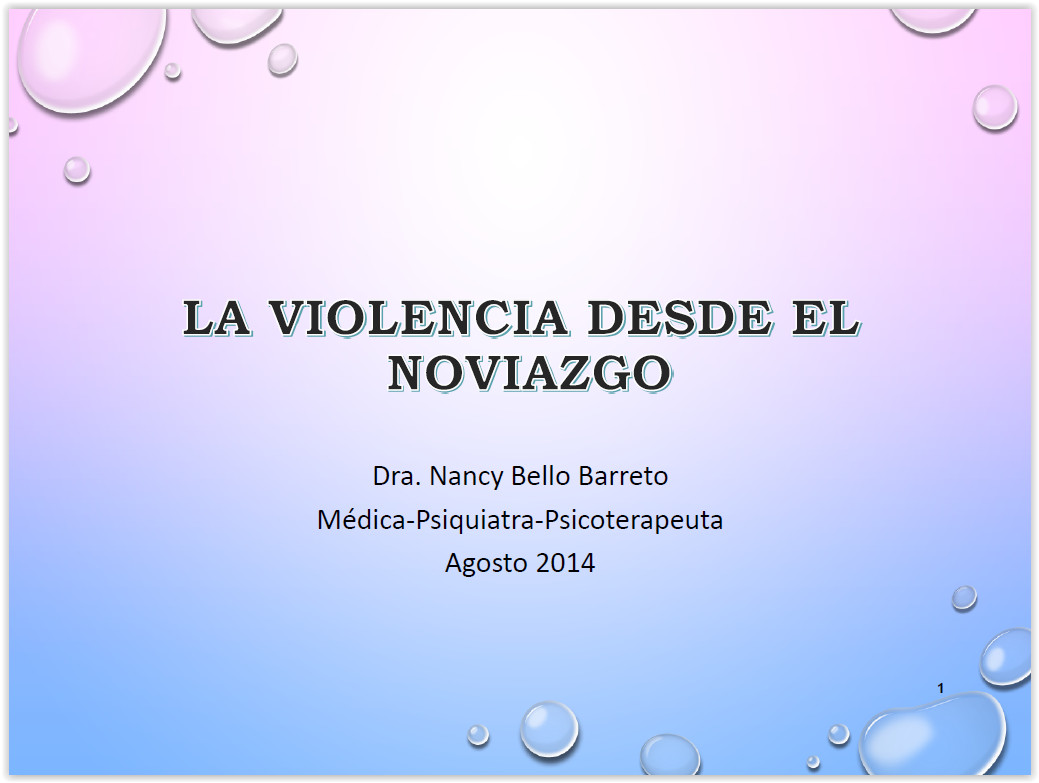 LA VIOLENCIA DESDE EL
NOVIAZGO
Dra. Nancy Bello Barreto
Médica-Psiquiatra-Psicoterapeuta
Agosto 2014
1